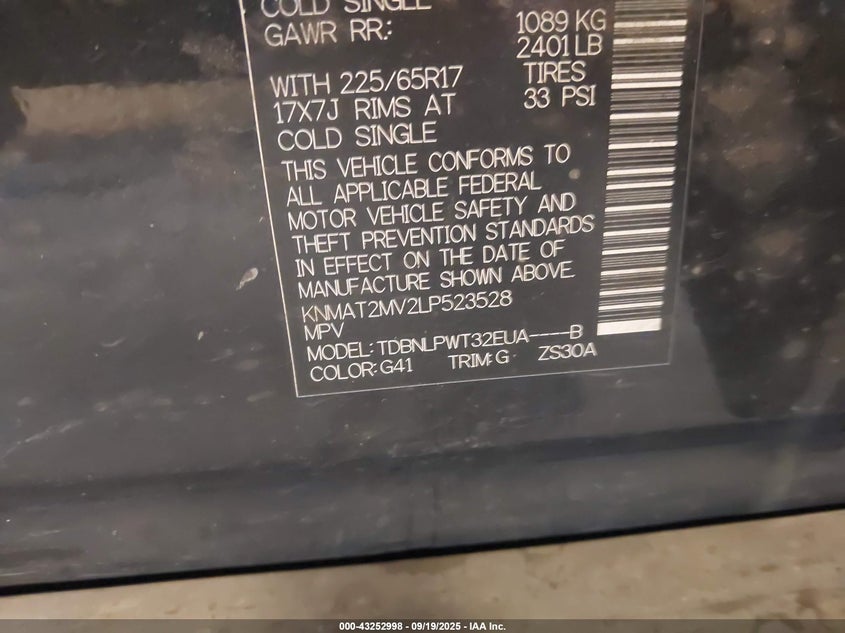 COLD SINGLE
GAWR RR: 1089 KG
2401 LB
WITH 225/65R17 TIRES
17X7J RIMS AT 33 PSI
COLD SINGLE
THIS VEHICLE CONFORMS TO
ALL APPLICABLE FEDERAL
MOTOR VEHICLE SAFETY AND
THEFT PREVENTION STANDARDS
IN EFFECT ON THE DATE OF
MANUFACTURE SHOWN ABOVE.
KNMAT2MV2LP523528
MPV
MODEL: TDBNLPWT32EUA----B
COLOR: G41 TRIM: G ZS30A
000-43252998 - 09/19/2025 - IAA Inc.